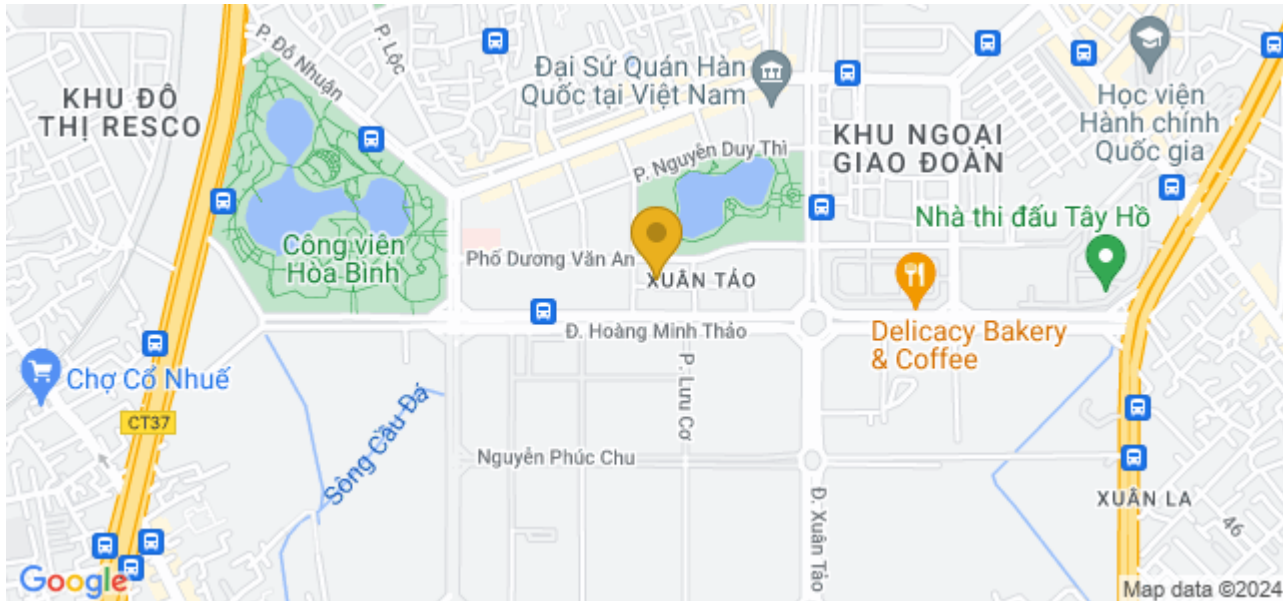 P. Đỗ Nhuận
P. Lộc
KHU ĐÔ
THỊ RESCO
Đại Sứ Quán Hàn
Quốc tại Việt Nam
KHU NGOẠI
GIAO ĐOÀN
Học viện
Hành chính
Quốc gia
P. Nguyễn Duy Thì
Nhà thi đấu Tây Hồ
Công viên
Hòa Bình
Phố Dương Văn An
XUÂN TẢO
Đ. Hoàng Minh Thảo
Delicacy Bakery
& Coffee
Chợ Cổ Nhuế
CT37
Sông Cầu Đá
P. Lưu Cơ
Nguyễn Phúc Chu
Đ. Xuân Tảo
XUÂN LA
46
Google
Map data ©2024